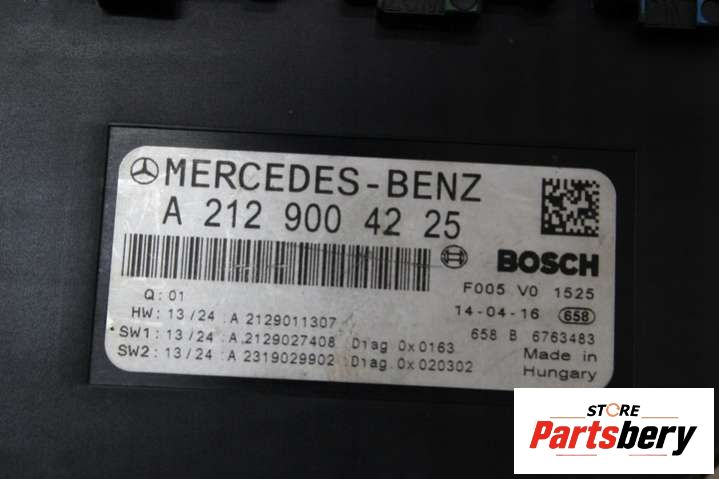 MERCEDES-BENZ
A 212 900 42 25
BOSCH
Q: 01
F005 V0 1525
HW: 13/24 :A 2129011307
14-04-16 658
SW1: 13/24 :A 2129027408 Diag 0x0163
658 B 6763483
SW2: 13/24 :A 2319029902 Diag.0x020302
Made in
Hungary
STORE
Partsbery